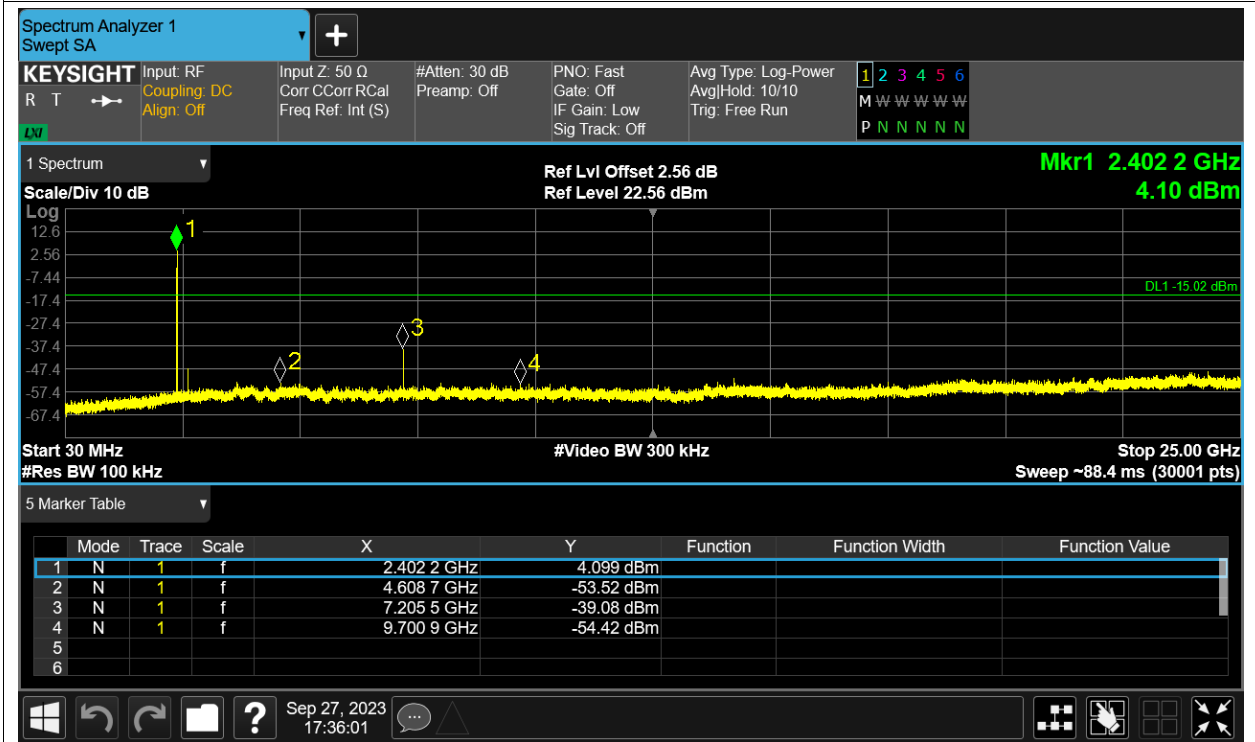 Spectrum Analyzer 1
Swept SA
+
KEYSIGHT
R T
LXI
Input: RF
Coupling: DC
Align: Off
Input Z: 50 Ω
Corr CCorr RCal
Freq Ref: Int (S)
#Atten: 30 dB
Preamp: Off
PNO: Fast
Gate: Off
IF Gain: Low
Sig Track: Off
Avg Type: Log-Power
Avg|Hold: 10/10
Trig: Free Run
1 2 3 4 5 6
M W W W W W
P N N N N N
1 Spectrum
Scale/Div 10 dB
Ref Lvl Offset 2.56 dB
Ref Level 22.56 dBm
Mkr1 2.402 2 GHz
4.10 dBm
Log
12.6
2.56
-7.44
-17.4
-27.4
-37.4
-47.4
-57.4
-67.4
1
2
3
4
DL1 -15.02 dBm
Start 30 MHz
#Res BW 100 kHz
#Video BW 300 kHz
Stop 25.00 GHz
Sweep ~88.4 ms (30001 pts)
5 Marker Table
Mode Trace Scale X Y Function Function Width Function Value
1 N 1 f 2.402 2 GHz 4.099 dBm
2 N 1 f 4.608 7 GHz -53.52 dBm
3 N 1 f 7.205 5 GHz -39.08 dBm
4 N 1 f 9.700 9 GHz -54.42 dBm
5
6
?
Sep 27, 2023
17:36:01